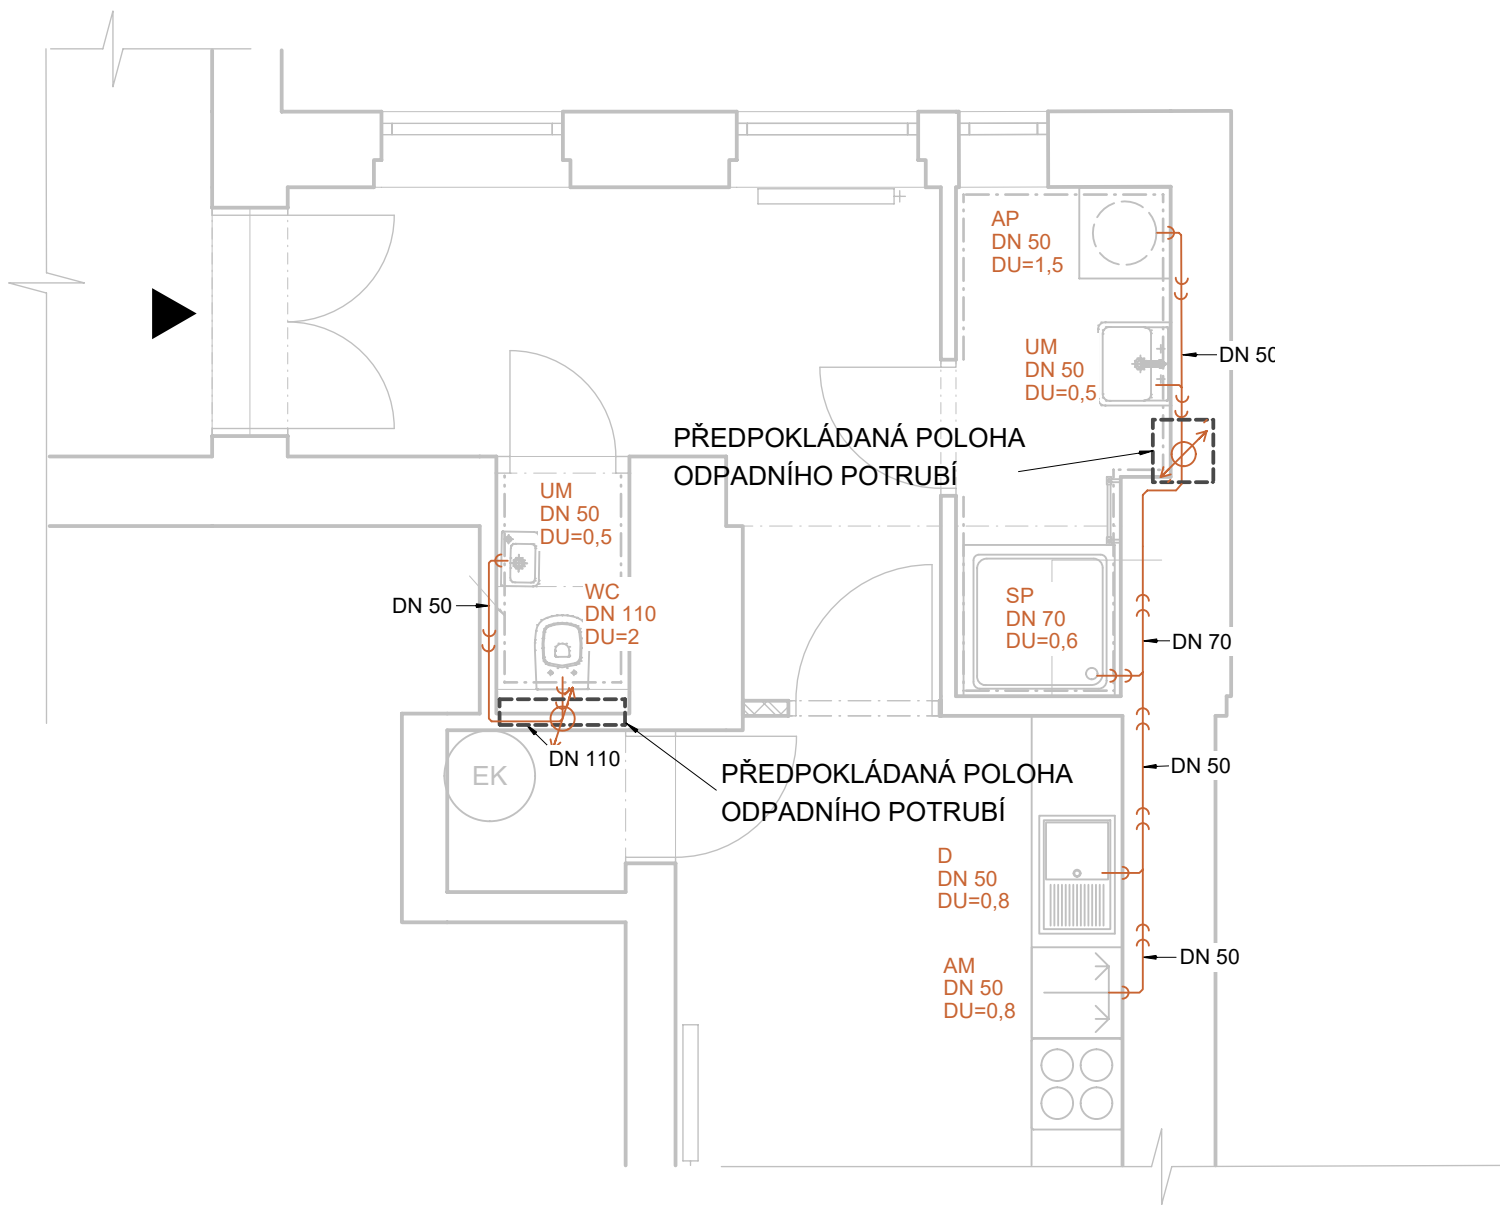 AP
DN 50
DU=1,5
UM
DN 50
DU=0,5
DN 50
PŘEDPOKLÁDANÁ POLOHA
ODPADNÍHO POTRUBÍ
UM
DN 50
DU=0,5
WC
DN 110
DU=2
DN 50
SP
DN 70
DU=0,6
DN 70
DN 110
EK
PŘEDPOKLÁDANÁ POLOHA
ODPADNÍHO POTRUBÍ
DN 50
D
DN 50
DU=0,8
AM
DN 50
DU=0,8
DN 50